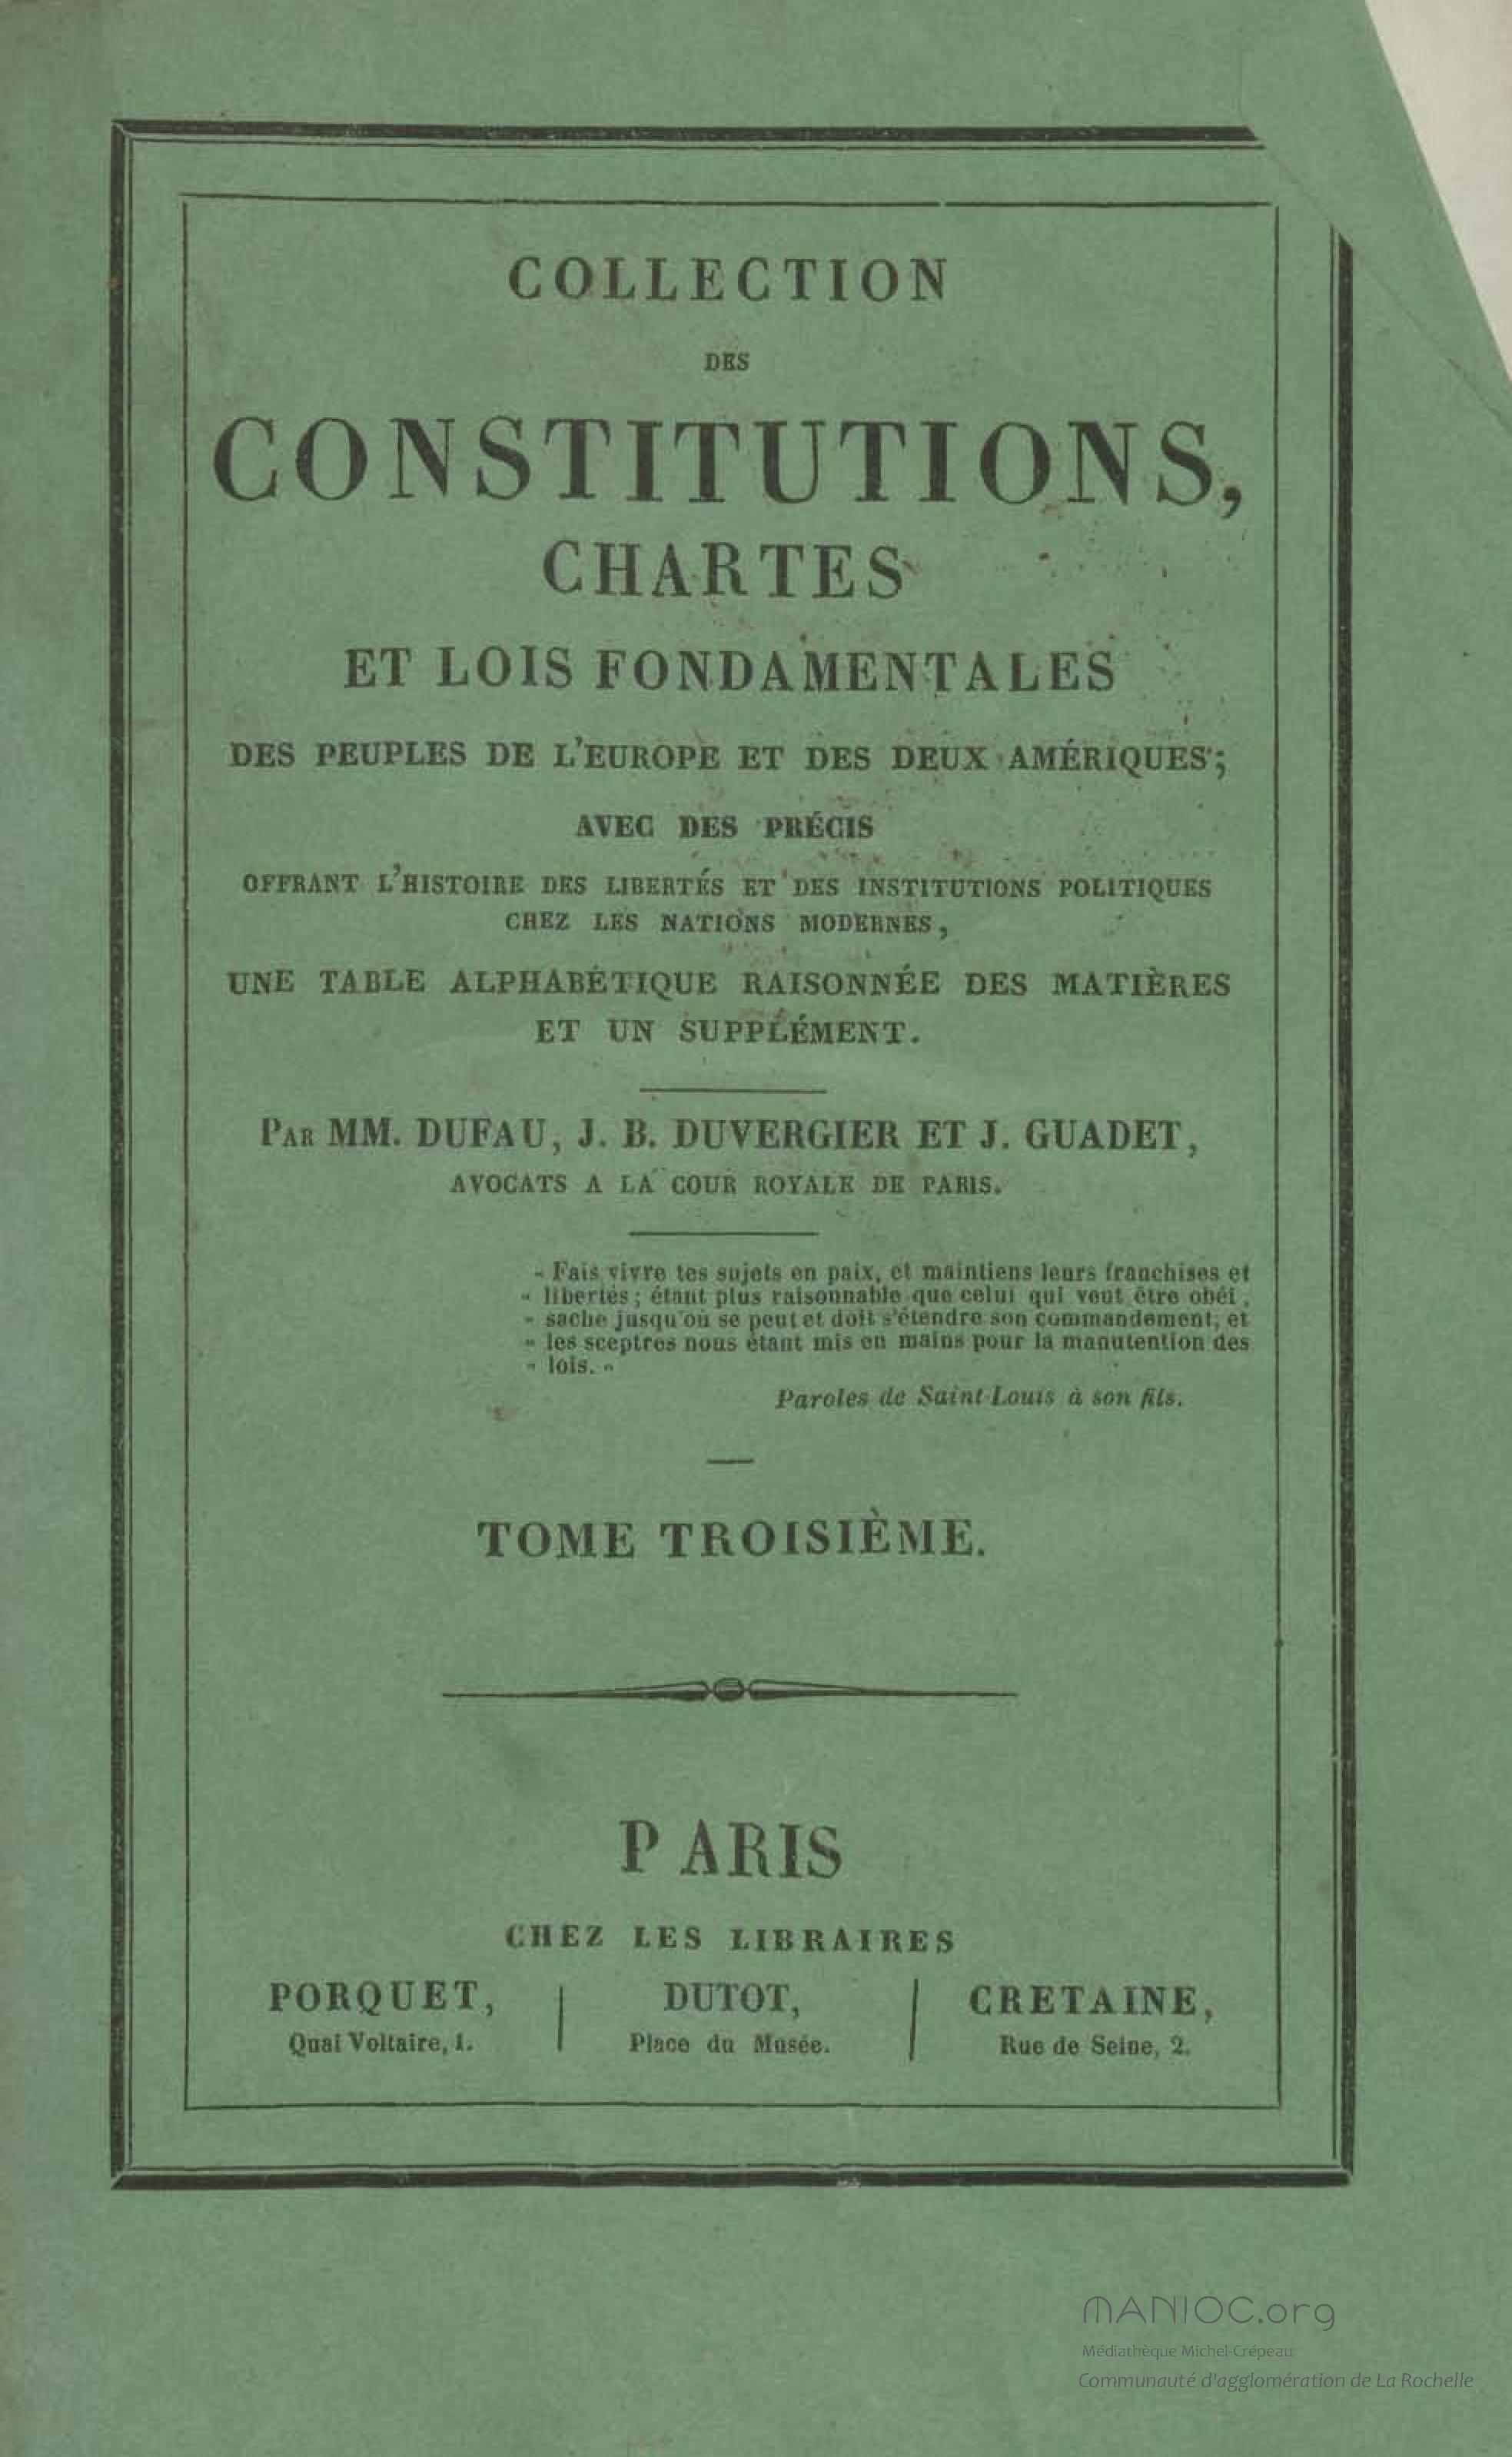 COLLECTION
DES
CONSTITUTIONS,
CHARTES
ET LOIS FONDAMENTALES
DES PEUPLES DE L'EUROPE ET DES DEUX AMÉRIQUES;
AVEC DES PRÉCIS
OFFRANT L'HISTOIRE DES LIBERTÉS ET DES INSTITUTIONS POLITIQUES
CHEZ LES NATIONS MODERNES,
UNE TABLE ALPHABÉTIQUE RAISONNÉE DES MATIÈRES
ET UN SUPPLÉMENT.
PAR MM. DUFAU, J. B. DUVERGIER ET J. GUADET,
AVOCATS A LA COUR ROYALE DE PARIS.
« Fais vivre tes sujets en paix, et maintiens leurs franchises et
« libertés; étant plus raisonnable que celui qui veut être obéi,
« sache jusqu'où se peut et doit s'étendre son commandement; et
« les sceptres nous étant mis en mains pour la manutention des
« lois. »
Paroles de Saint Louis à son fils.
TOME TROISIÈME.
PARIS
CHEZ LES LIBRAIRES
PORQUET, DUTOT, CRETAINE,
Quai Voltaire, 1. Place du Musée. Rue de Seine, 2.
MANIOC.org
Médiathèque Michel-Crépeau
Communauté d'agglomération de La Rochelle